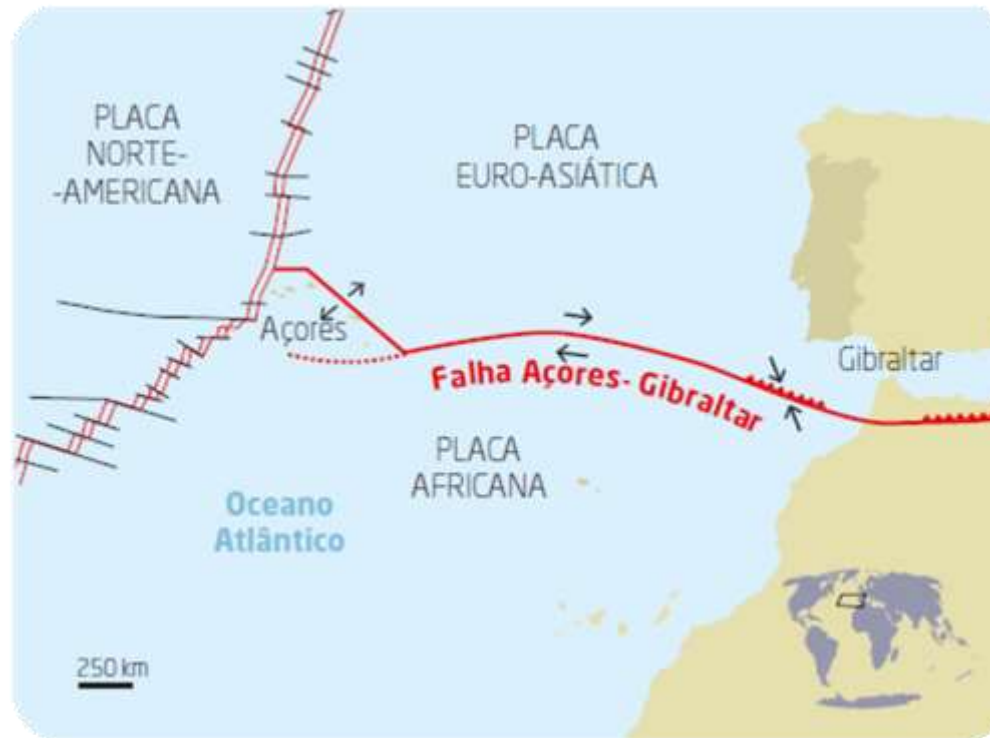 PLACA
NORTE-
-AMERICANA
PLACA
EURO-ASIÁTICA
Açores
Gibraltar
Falha Açores- Gibraltar
PLACA
AFRICANA
Oceano
Atlântico
250 km